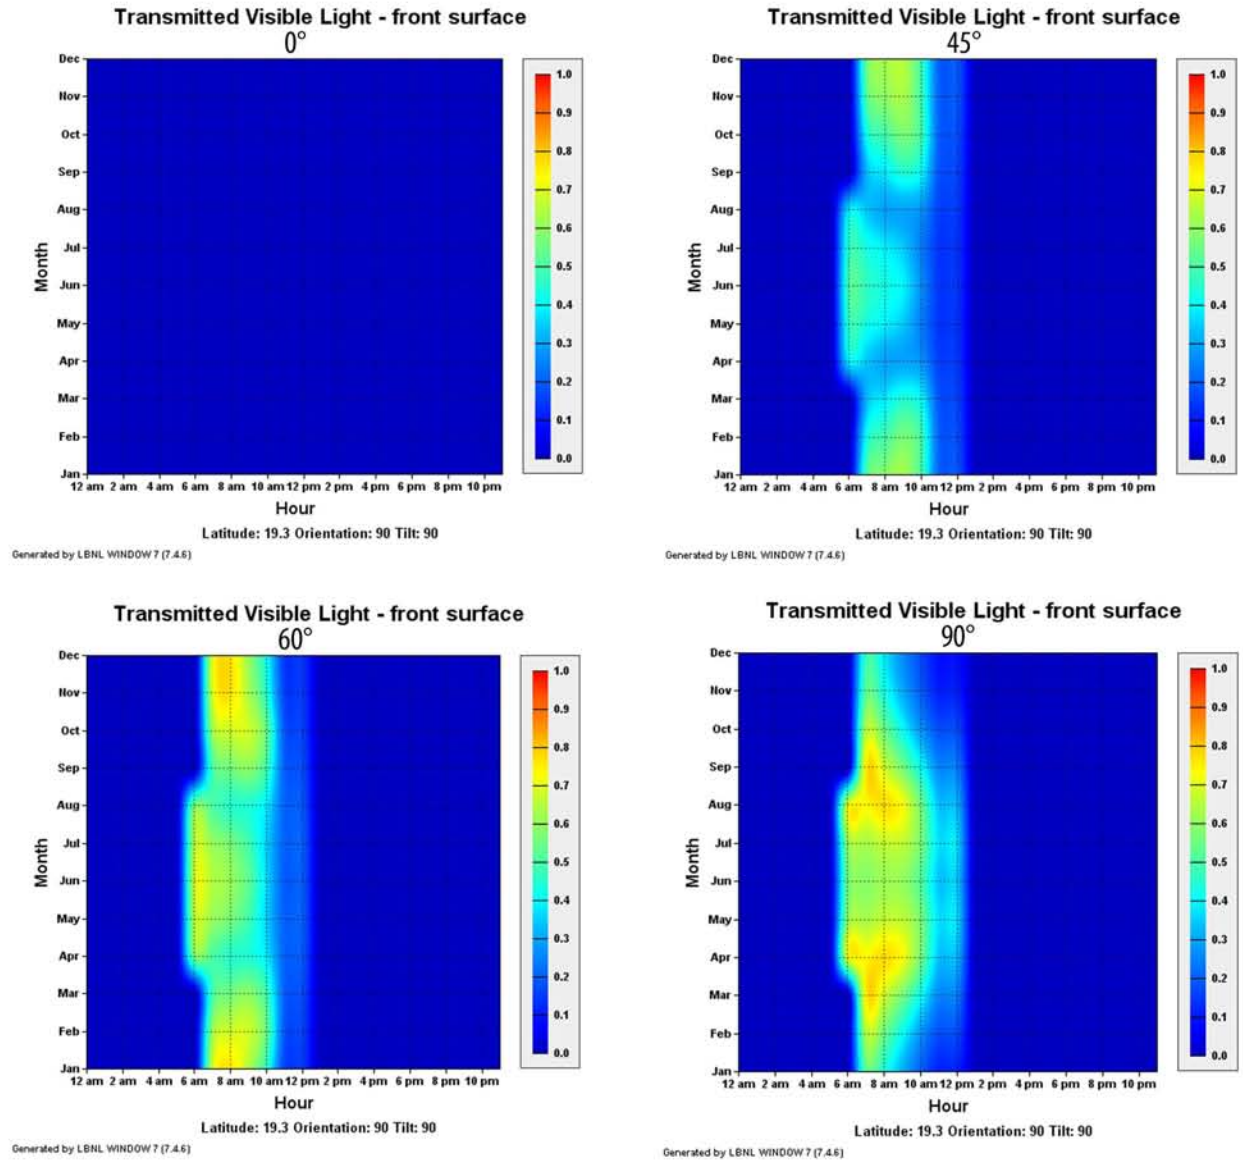 Transmitted Visible Light - front surface
0°
Dec
Nov
Oct
Sep
Aug
Jul
Jun
May
Apr
Mar
Feb
Jan
Month
12 am 2 am 4 am 6 am 8 am 10 am 12 pm 2 pm 4 pm 6 pm 8 pm 10 pm
Hour
1.0
0.9
0.8
0.7
0.6
0.5
0.4
0.3
0.2
0.1
0.0
Latitude: 19.3 Orientation: 90 Tilt: 90
Generated by LBNL WINDOW 7 (7.4.6)
Transmitted Visible Light - front surface
45°
Dec
Nov
Oct
Sep
Aug
Jul
Jun
May
Apr
Mar
Feb
Jan
Month
12 am 2 am 4 am 6 am 8 am 10 am 12 pm 2 pm 4 pm 6 pm 8 pm 10 pm
Hour
1.0
0.9
0.8
0.7
0.6
0.5
0.4
0.3
0.2
0.1
0.0
Latitude: 19.3 Orientation: 90 Tilt: 90
Generated by LBNL WINDOW 7 (7.4.6)
Transmitted Visible Light - front surface
60°
Dec
Nov
Oct
Sep
Aug
Jul
Jun
May
Apr
Mar
Feb
Jan
Month
12 am 2 am 4 am 6 am 8 am 10 am 12 pm 2 pm 4 pm 6 pm 8 pm 10 pm
Hour
1.0
0.9
0.8
0.7
0.6
0.5
0.4
0.3
0.2
0.1
0.0
Latitude: 19.3 Orientation: 90 Tilt: 90
Generated by LBNL WINDOW 7 (7.4.6)
Transmitted Visible Light - front surface
90°
Dec
Nov
Oct
Sep
Aug
Jul
Jun
May
Apr
Mar
Feb
Jan
Month
12 am 2 am 4 am 6 am 8 am 10 am 12 pm 2 pm 4 pm 6 pm 8 pm 10 pm
Hour
1.0
0.9
0.8
0.7
0.6
0.5
0.4
0.3
0.2
0.1
0.0
Latitude: 19.3 Orientation: 90 Tilt: 90
Generated by LBNL WINDOW 7 (7.4.6)